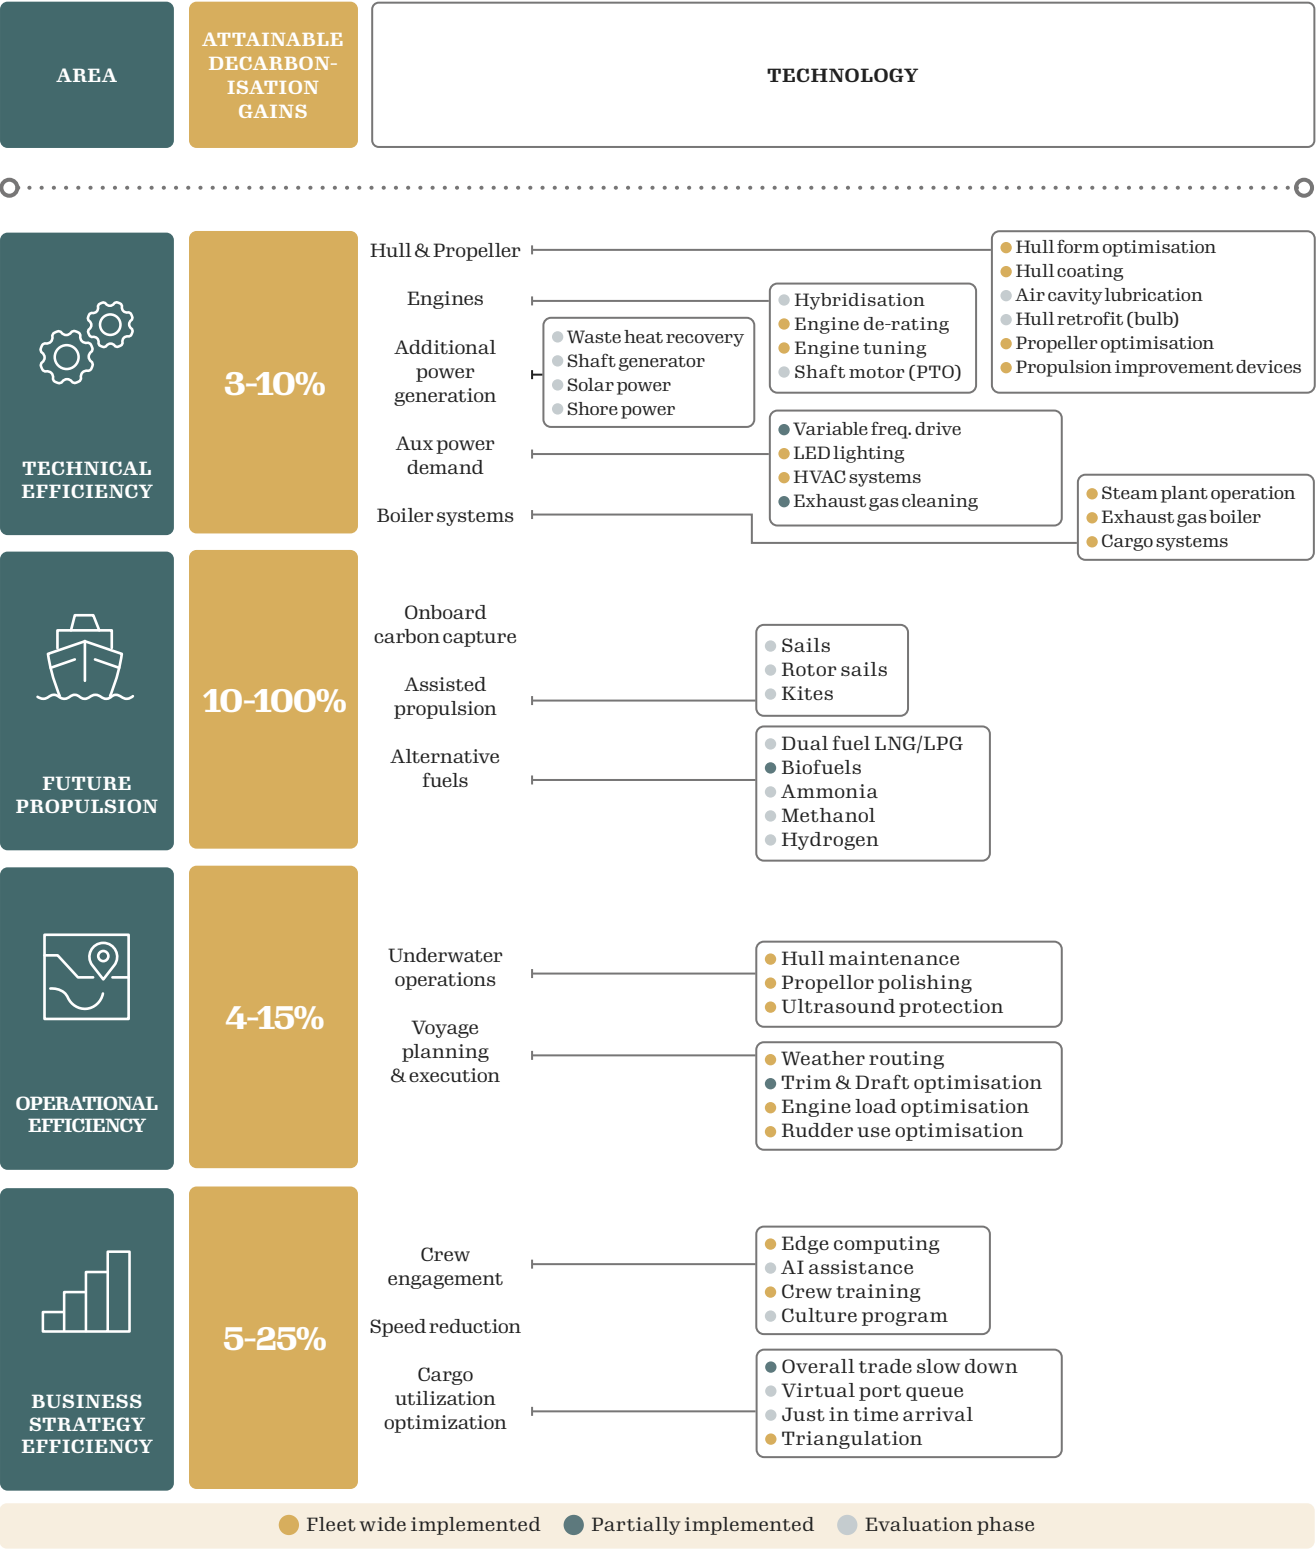 AREA
ATTAINABLE
DECARBON-
ISATION
GAINS
TECHNOLOGY
TECHNICAL
EFFICIENCY
3-10%
Hull & Propeller
Hull form optimisation
Hull coating
Air cavity lubrication
Hull retrofit (bulb)
Propeller optimisation
Propulsion improvement devices
Engines
Hybridisation
Engine de-rating
Engine tuning
Shaft motor (PTO)
Additional
power
generation
Waste heat recovery
Shaft generator
Solar power
Shore power
Aux power
demand
Variable freq. drive
LED lighting
HVAC systems
Exhaust gas cleaning
Boiler systems
Steam plant operation
Exhaust gas boiler
Cargo systems
FUTURE
PROPULSION
10-100%
Onboard
carbon capture
Assisted
propulsion
Sails
Rotor sails
Kites
Alternative
fuels
Dual fuel LNG/LPG
Biofuels
Ammonia
Methanol
Hydrogen
OPERATIONAL
EFFICIENCY
4-15%
Underwater
operations
Hull maintenance
Propellor polishing
Ultrasound protection
Voyage
planning
& execution
Weather routing
Trim & Draft optimisation
Engine load optimisation
Rudder use optimisation
BUSINESS
STRATEGY
EFFICIENCY
5-25%
Crew
engagement
Edge computing
AI assistance
Crew training
Culture program
Speed reduction
Cargo
utilization
optimization
Overall trade slow down
Virtual port queue
Just in time arrival
Triangulation
Fleet wide implemented
Partially implemented
Evaluation phase